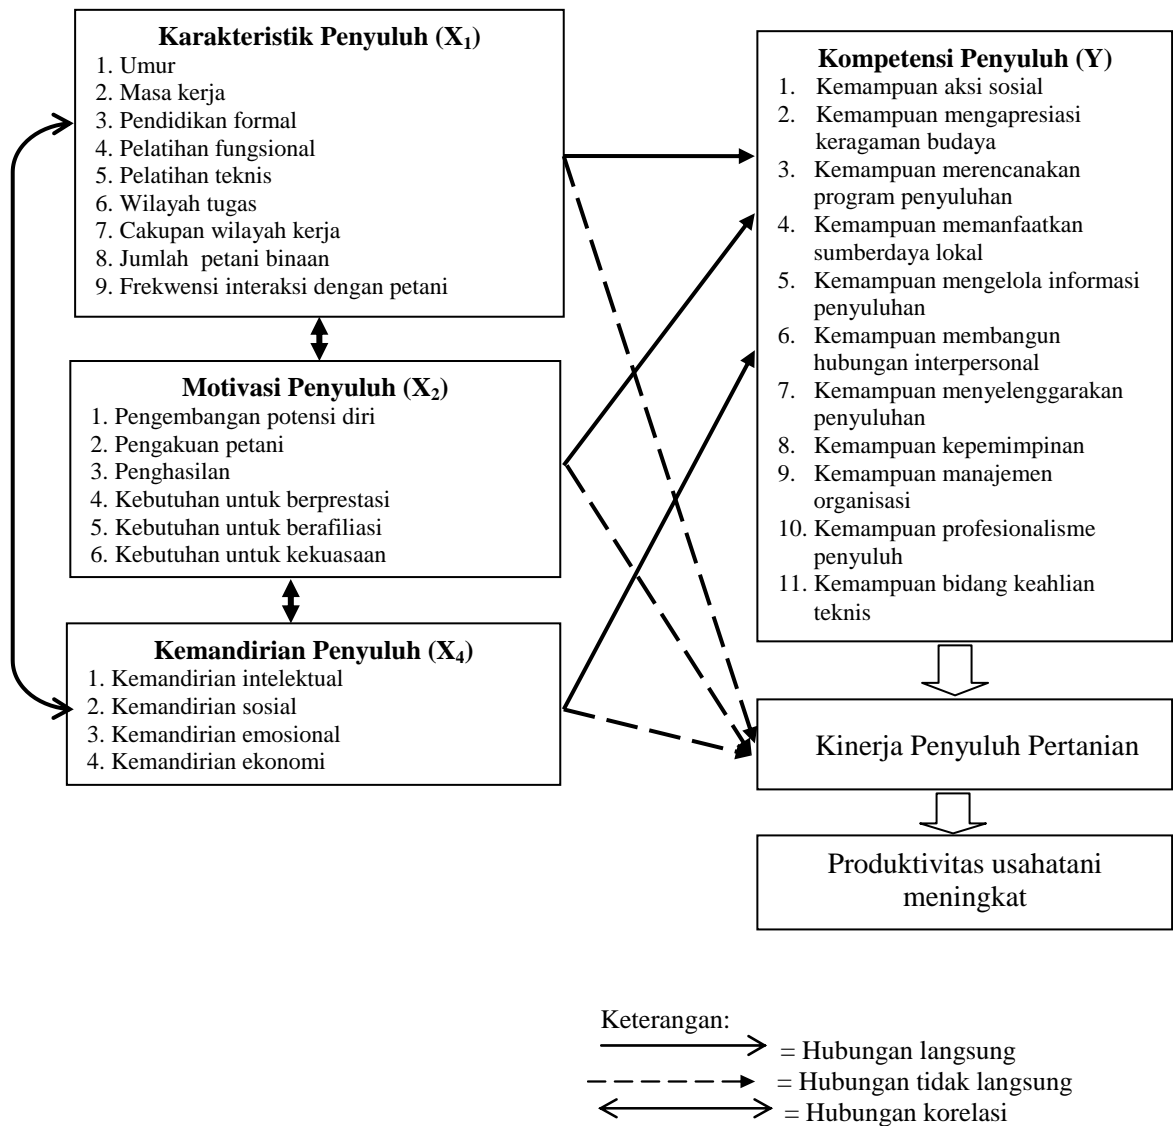 Karakteristik Penyuluh (X1)
1. Umur
2. Masa kerja
3. Pendidikan formal
4. Pelatihan fungsional
5. Pelatihan teknis
6. Wilayah tugas
7. Cakupan wilayah kerja
8. Jumlah petani binaan
9. Frekwensi interaksi dengan petani
Motivasi Penyuluh (X2)
1. Pengembangan potensi diri
2. Pengakuan petani
3. Penghasilan
4. Kebutuhan untuk berprestasi
5. Kebutuhan untuk berafiliasi
6. Kebutuhan untuk kekuasaan
Kemandirian Penyuluh (X4)
1. Kemandirian intelektual
2. Kemandirian sosial
3. Kemandirian emosional
4. Kemandirian ekonomi
Kompetensi Penyuluh (Y)
1. Kemampuan aksi sosial
2. Kemampuan mengapresiasi
keragaman budaya
3. Kemampuan merencanakan
program penyuluhan
4. Kemampuan memanfaatkan
sumberdaya lokal
5. Kemampuan mengelola informasi
penyuluhan
6. Kemampuan membangun
hubungan interpersonal
7. Kemampuan menyelenggarakan
penyuluhan
8. Kemampuan kepemimpinan
9. Kemampuan manajemen
organisasi
10. Kemampuan profesionalisme
penyuluh
11. Kemampuan bidang keahlian
teknis
Kinerja Penyuluh Pertanian
Produktivitas usahatani
meningkat
Keterangan:
= Hubungan langsung
= Hubungan tidak langsung
= Hubungan korelasi